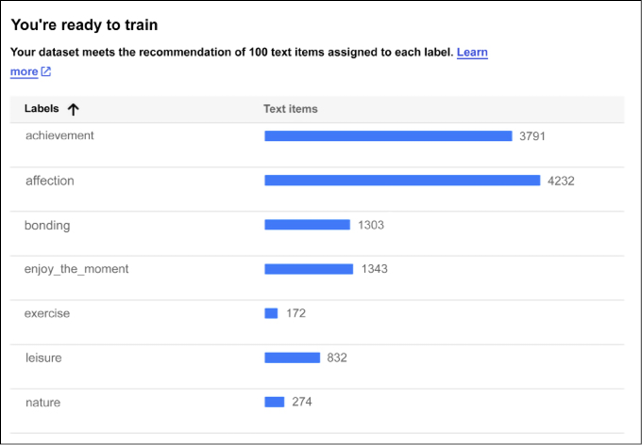 You're ready to train
Your dataset meets the recommendation of 100 text items assigned to each label. Learn
more
Labels Text items
achievement 3791
affection 4232
bonding 1303
enjoy_the_moment 1343
exercise 172
leisure 832
nature 274